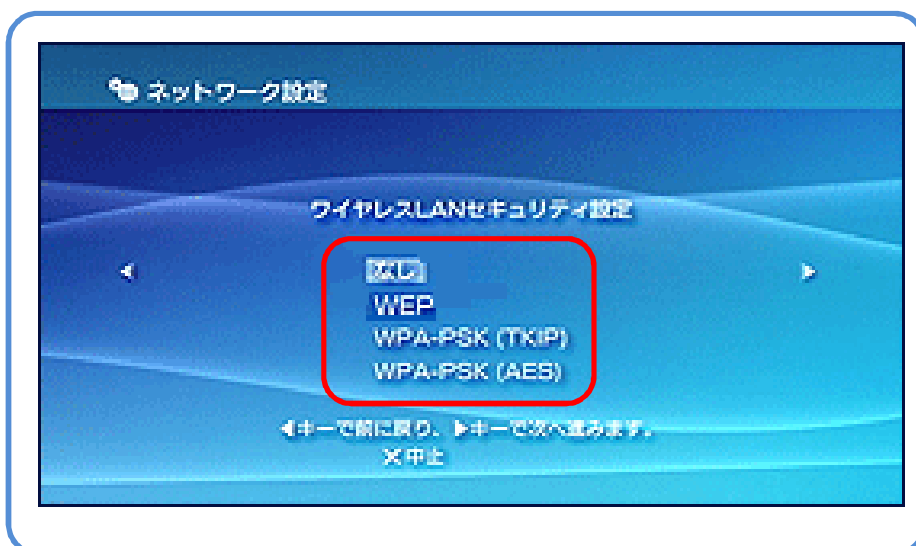 ネットワーク設定
ワイヤレスLANセキュリティ設定
なし
WEP
WPA-PSK (TKIP)
WPA-PSK (AES)
◀キーで前に戻り、▶キーで次へ進みます。
✕中止